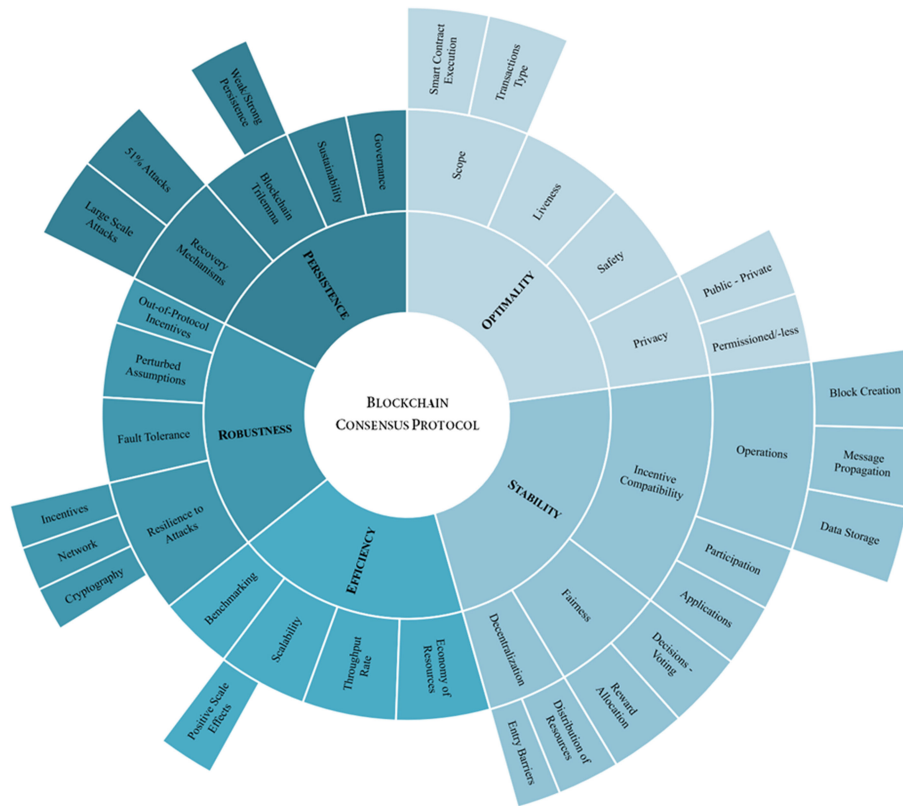 BLOCKCHAIN
CONSENSUS PROTOCOL
OPTIMALITY
Scope
Smart Contract
Execution
Transactions
Type
Liveness
Safety
Privacy
Public - Private
Permissioned/-less
STABILITY
Incentive
Compatibility
Operations
Block Creation
Message
Propagation
Data Storage
Participation
Applications
Fairness
Decisions -
Voting
Reward
Allocation
Decentralization
Distribution of
Resources
Entry Barriers
EFFICIENCY
Economy of
Resources
Throughput
Rate
Scalability
Positive Scale
Effects
Benchmarking
ROBUSTNESS
Resilience to
Attacks
Cryptography
Network
Incentives
Fault Tolerance
Perturbed
Assumptions
Out-of-Protocol
Incentives
PERSISTENCE
Recovery
Mechanisms
Large Scale
Attacks
51% Attacks
Blockchain
Trilemma
Weak/Strong
Persistence
Sustainability
Governance